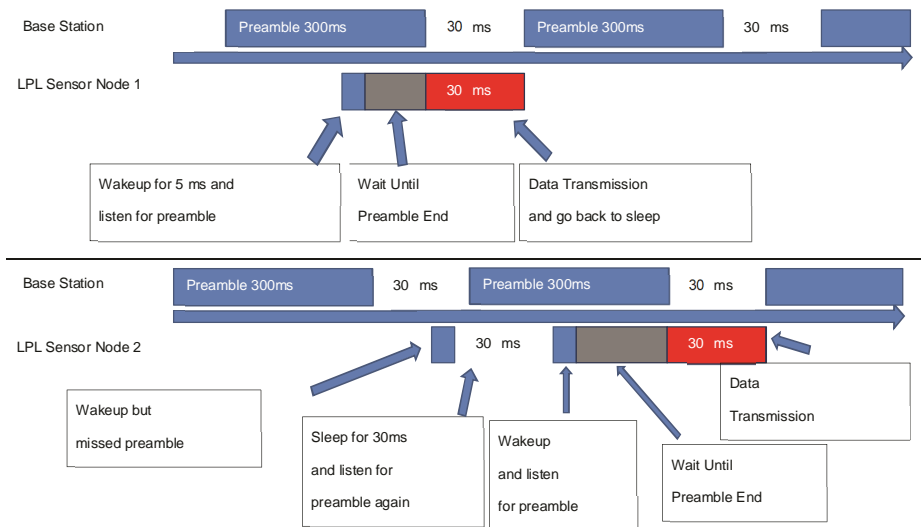 Base Station
Preamble 300ms
30 ms
Preamble 300ms
30 ms
LPL Sensor Node 1
30 ms
Wakeup for 5 ms and
listen for preamble
Wait Until
Preamble End
Data Transmission
and go back to sleep
Base Station
Preamble 300ms
30 ms
Preamble 300ms
30 ms
LPL Sensor Node 2
30 ms
30 ms
Wakeup but
missed preamble
Sleep for 30ms
and listen for
preamble again
Wakeup
and listen
for preamble
Wait Until
Preamble End
Data
Transmission